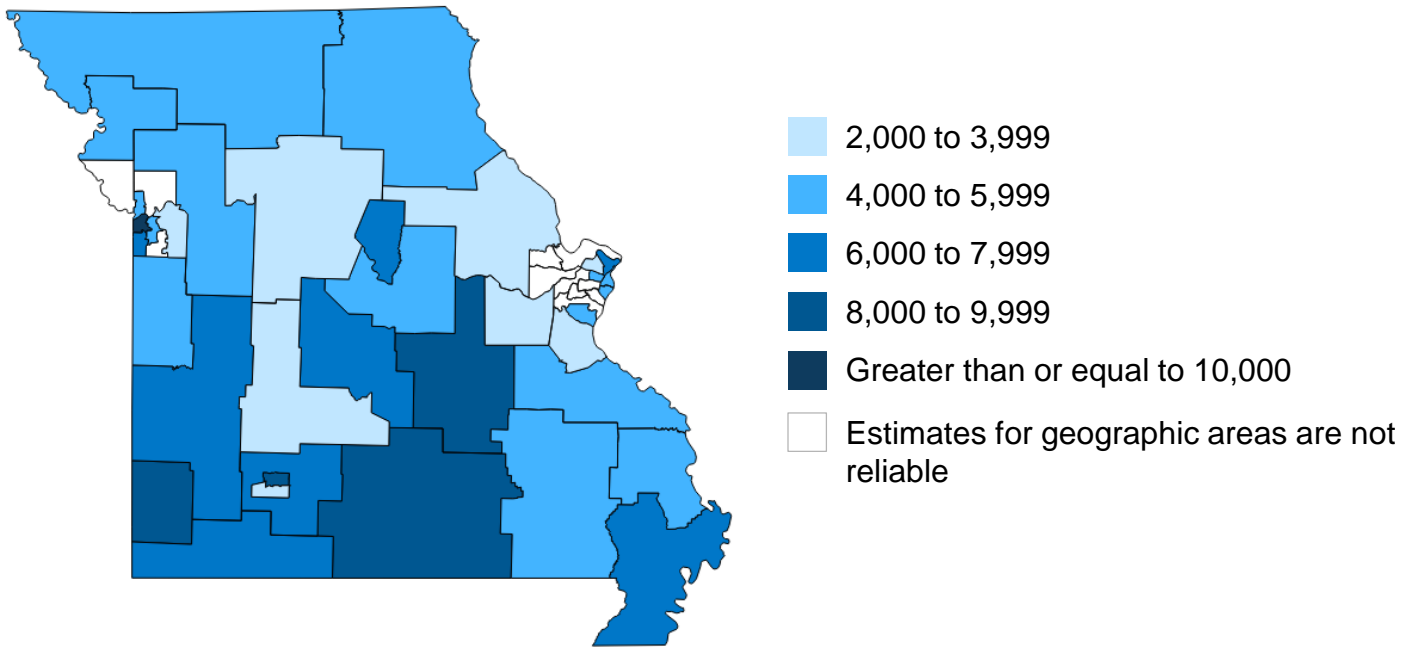 2,000 to 3,999
4,000 to 5,999
6,000 to 7,999
8,000 to 9,999
Greater than or equal to 10,000
Estimates for geographic areas are not
reliable